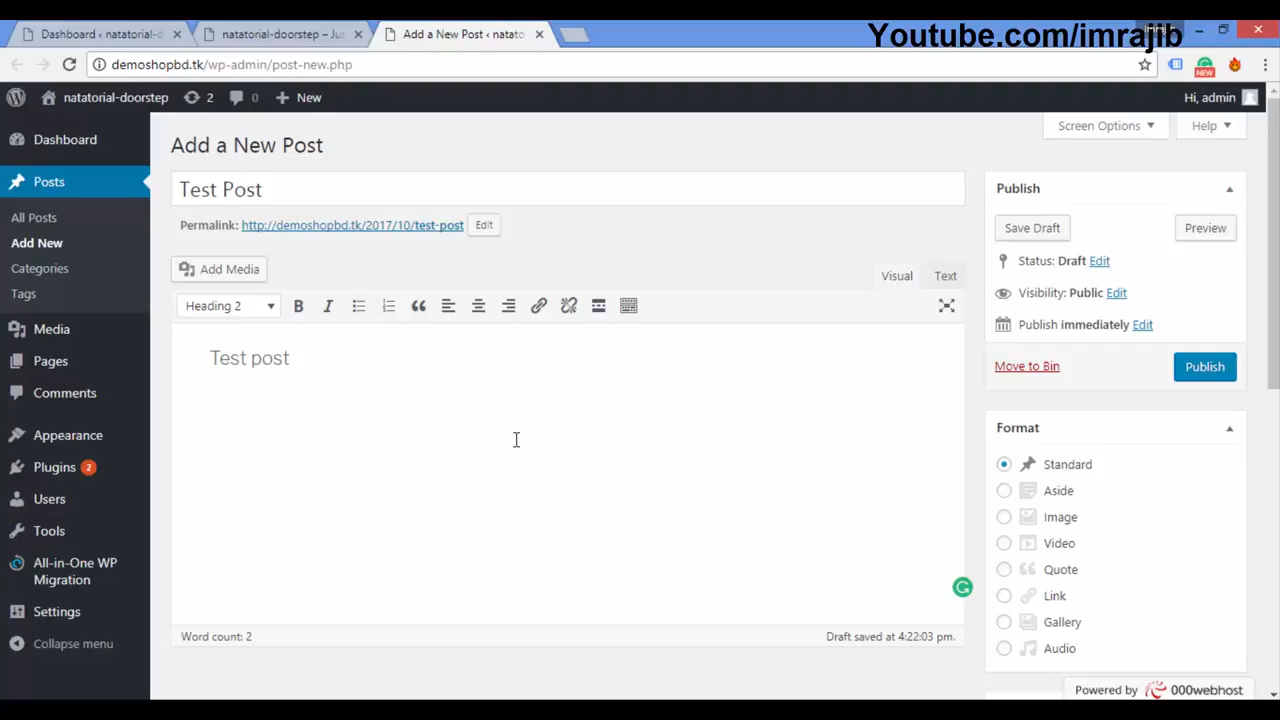 Dashboard ‹ natatorial-d
natatorial-doorstep – Jus
Add a New Post ‹ natato
Youtube.com/imrajib
demoshopbd.tk/wp-admin/post-new.php
NEW
natatorial-doorstep
2
0
New
Hi, admin
Screen Options
Help
Dashboard
Posts
All Posts
Add New
Categories
Tags
Media
Pages
Comments
Appearance
Plugins 2
Users
Tools
All-in-One WP
Migration
Settings
Collapse menu
Add a New Post
Test Post
Permalink: http://demoshopbd.tk/2017/10/test-post Edit
Add Media
Visual
Text
Heading 2
B
I
Test post
Word count: 2
Draft saved at 4:22:03 pm.
Publish
Save Draft
Preview
Status: Draft Edit
Visibility: Public Edit
Publish immediately Edit
Move to Bin
Publish
Format
Standard
Aside
Image
Video
Quote
Link
Gallery
Audio
Powered by 000webhost